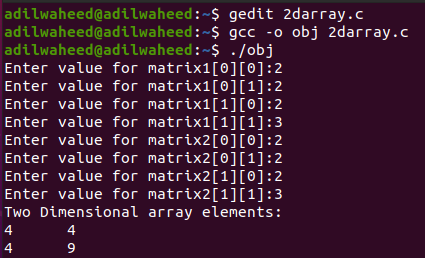 adilwaheed@adilwaheed:~$ gedit 2darray.c
adilwaheed@adilwaheed:~$ gcc -o obj 2darray.c
adilwaheed@adilwaheed:~$ ./obj
Enter value for matrix1[0][0]:2
Enter value for matrix1[0][1]:2
Enter value for matrix1[1][0]:2
Enter value for matrix1[1][1]:3
Enter value for matrix2[0][0]:2
Enter value for matrix2[0][1]:2
Enter value for matrix2[1][0]:2
Enter value for matrix2[1][1]:3
Two Dimensional array elements:
4 4
4 9